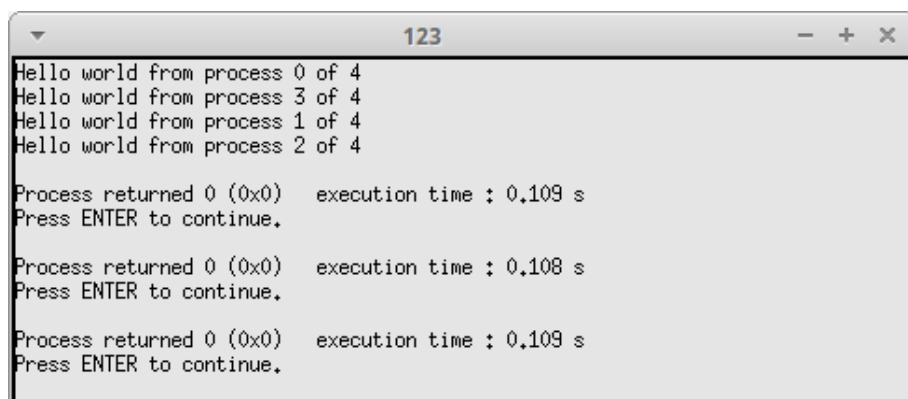 123
Hello world from process 0 of 4
Hello world from process 3 of 4
Hello world from process 1 of 4
Hello world from process 2 of 4
Process returned 0 (0x0)   execution time : 0.109 s
Press ENTER to continue.
Process returned 0 (0x0)   execution time : 0.108 s
Press ENTER to continue.
Process returned 0 (0x0)   execution time : 0.109 s
Press ENTER to continue.